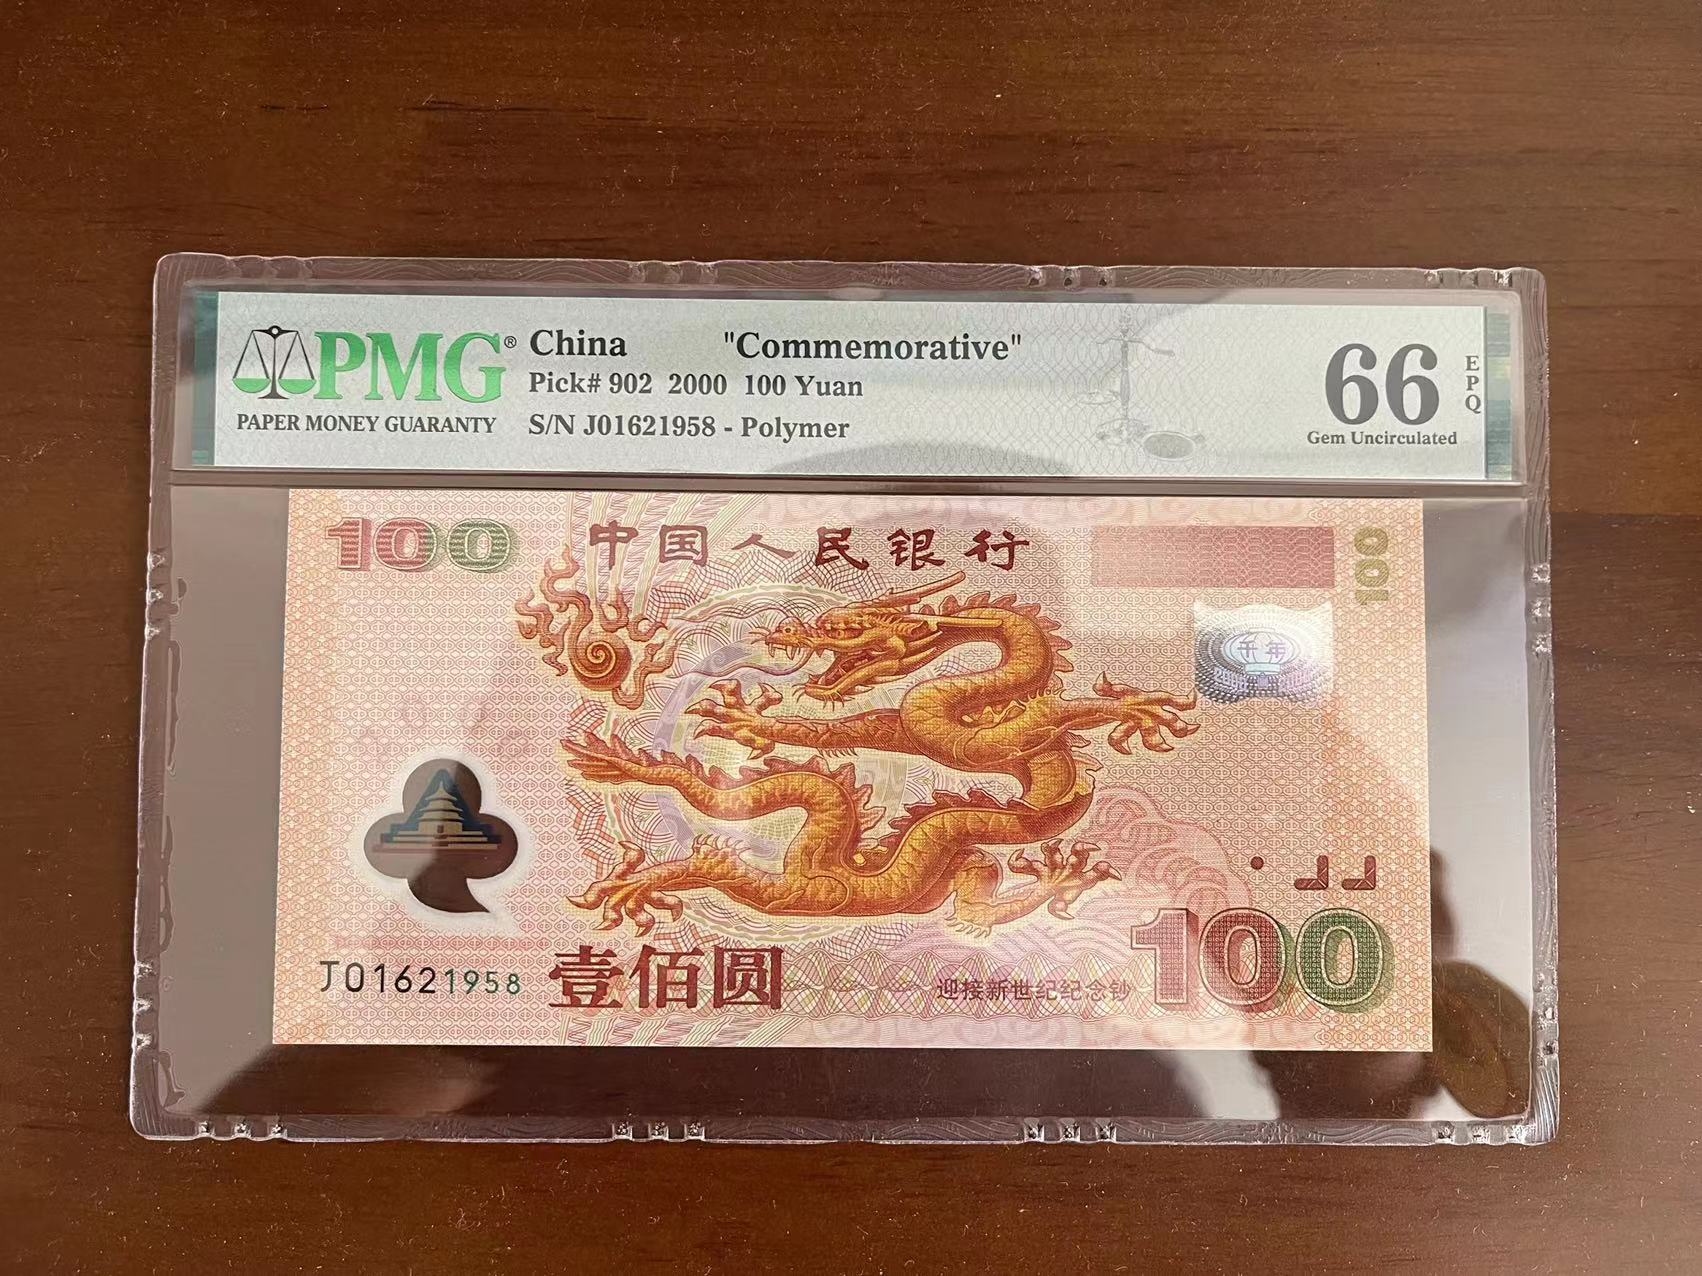 PMG®
PAPER MONEY GUARANTY
China "Commemorative"
Pick# 902 2000 100 Yuan
S/N J01621958 - Polymer
66
EPQ
Gem Uncirculated
100
中国人民银行
100
千年
J01621958
壹佰圆
迎接新世纪纪念钞
100